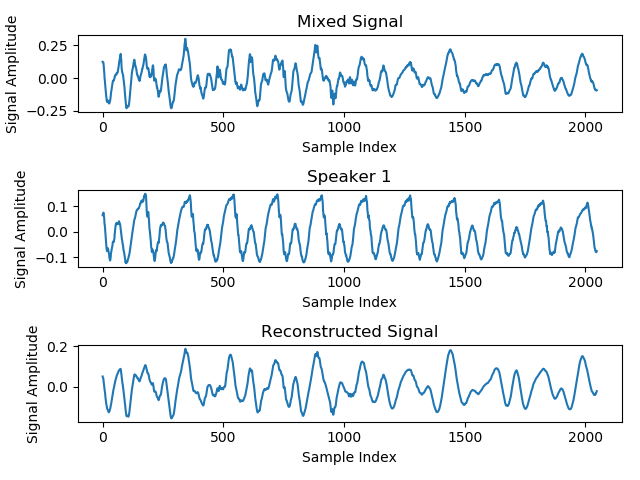 Mixed Signal
Signal Amplitude
0.25
0.00
−0.25
0
500
1000
1500
2000
Sample Index
Speaker 1
Signal Amplitude
0.1
0.0
−0.1
0
500
1000
1500
2000
Sample Index
Reconstructed Signal
Signal Amplitude
0.2
0.0
0
500
1000
1500
2000
Sample Index